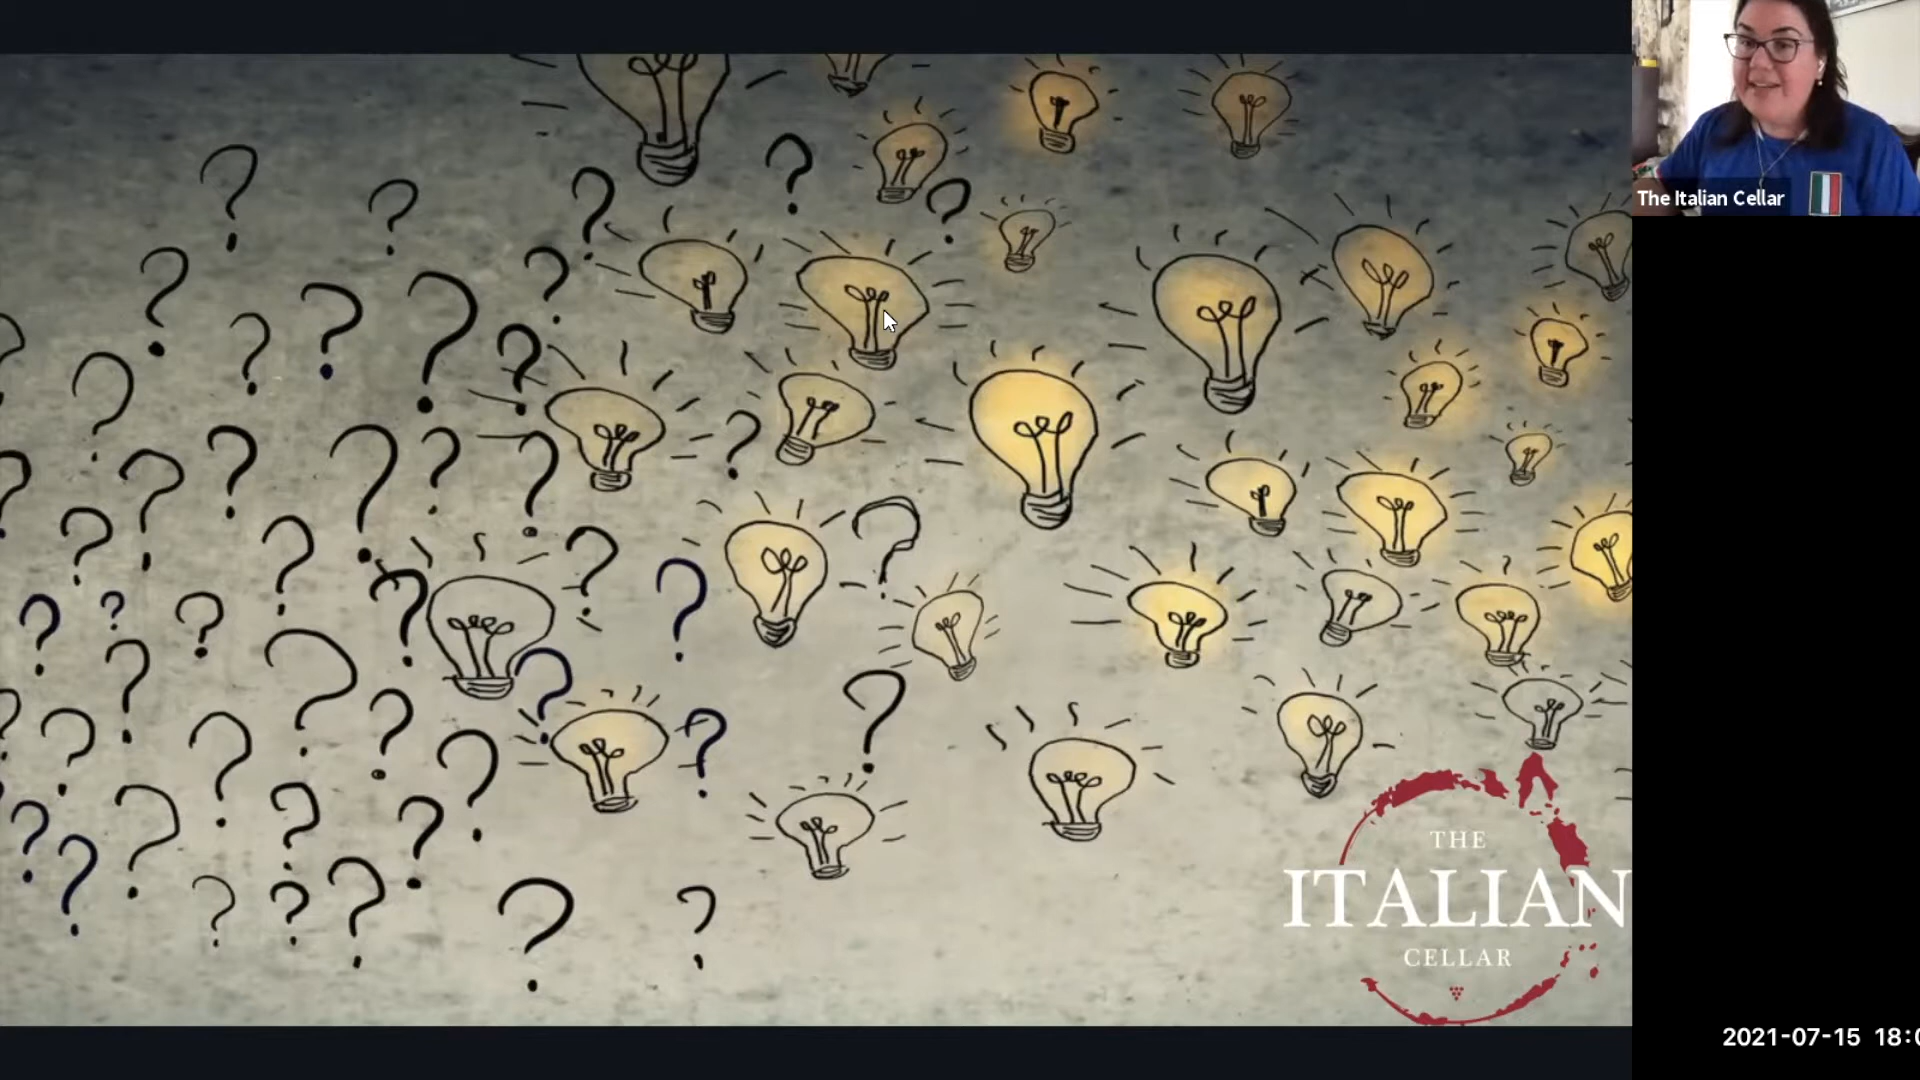 The Italian Cellar
THE
ITALIAN
CELLAR
2021-07-15 18:0